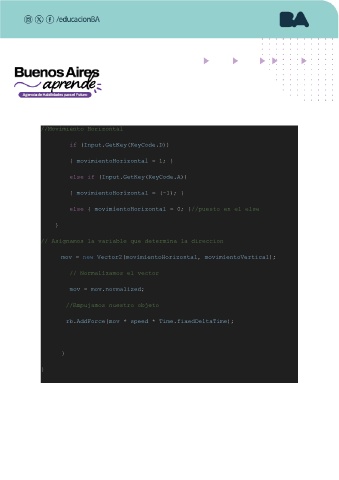 /educacionBA
BA
Buenos Aires
aprende
Agencia de Habilidades para el Futuro
//Movimiento Horizontal
if (Input.GetKey(KeyCode.D))
{ movimientoHorizontal = 1; }
else if (Input.GetKey(KeyCode.A))
{ movimientoHorizontal = (-1); }
else { movimientoHorizontal = 0; }//puesto es el else
}
// Asignamos la variable que determina la direccion
mov = new Vector2(movimientoHorizontal, movimientoVertical);
// Normalizamos el vector
mov = mov.normalized;
//Empujamos nuestro objeto
rb.AddForce(mov * speed * Time.fixedDeltaTime);
}
}